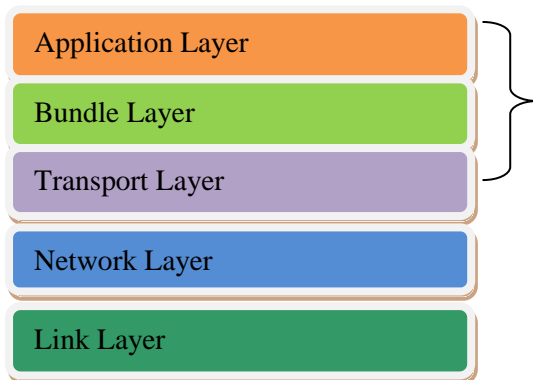 Application Layer
Bundle Layer
Transport Layer
Network Layer
Link Layer